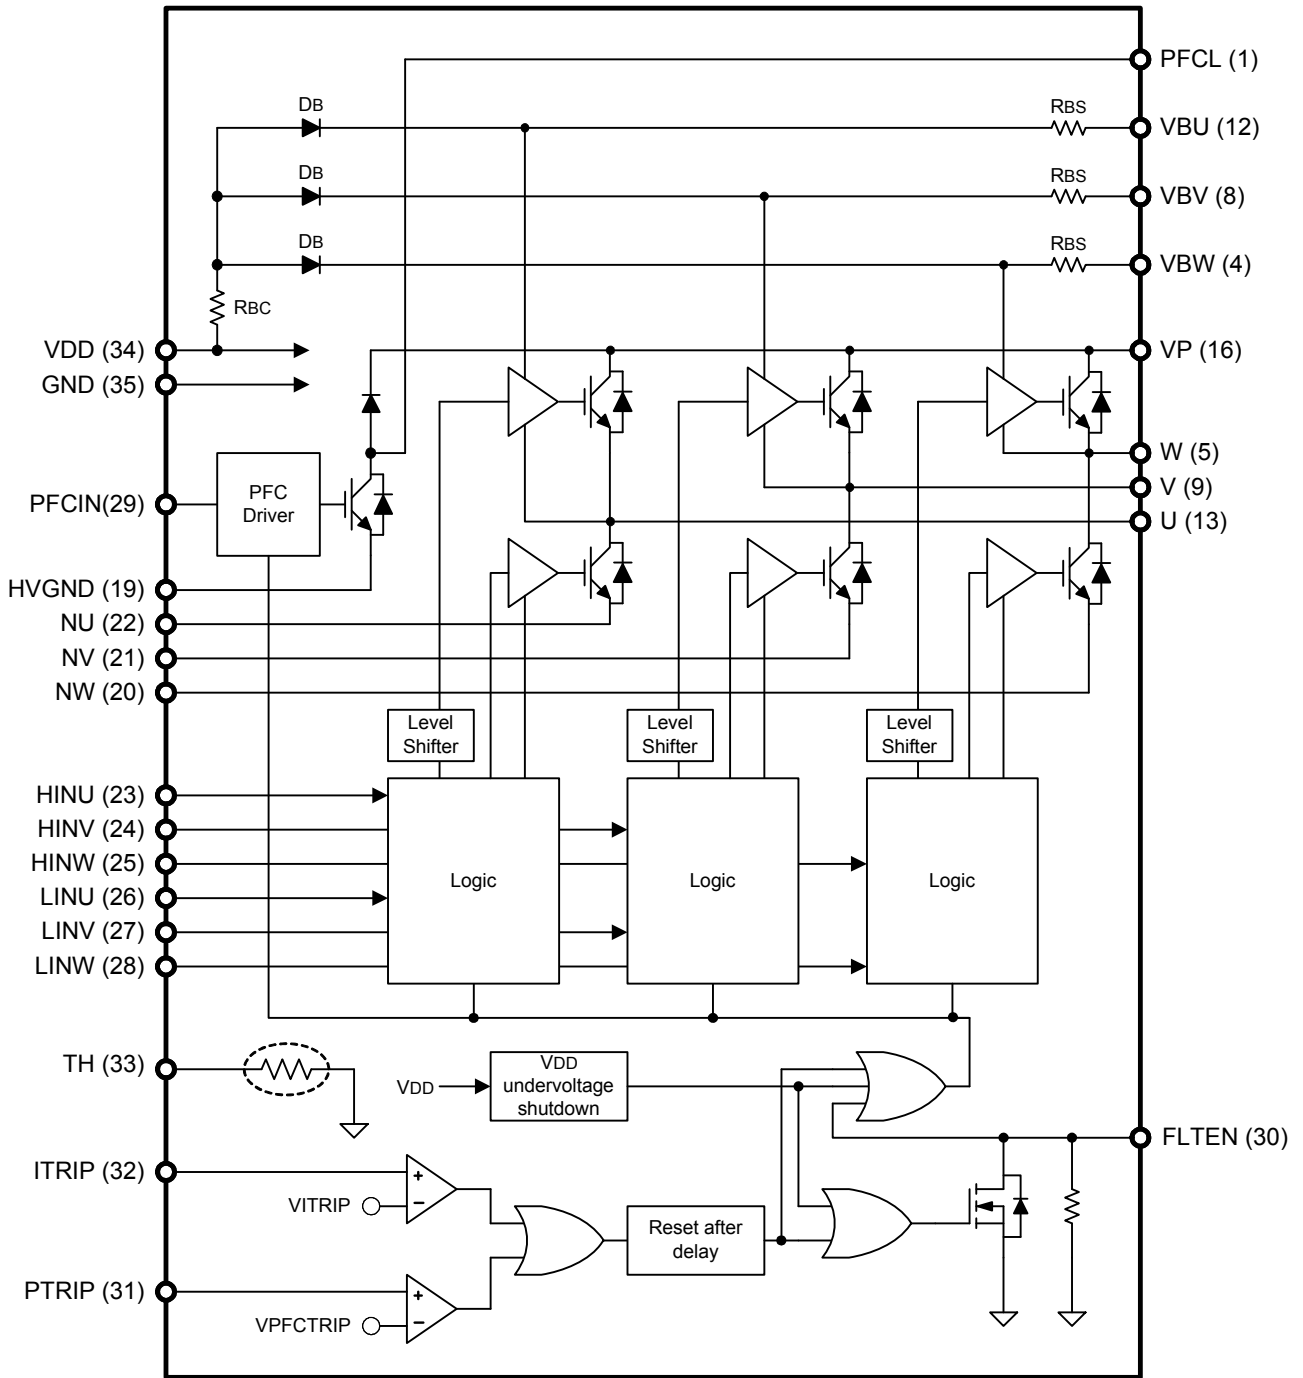 PFCL (1)
DB
RBS
VBU (12)
DB
RBS
VBV (8)
DB
RBS
VBW (4)
RBC
VDD (34)
VP (16)
GND (35)
W (5)
PFCIN(29)
PFC
Driver
V (9)
U (13)
HVGND (19)
NU (22)
NV (21)
NW (20)
Level
Shifter
Level
Shifter
Level
Shifter
HINU (23)
HINV (24)
HINW (25)
LINU (26)
LINV (27)
LINW (28)
Logic
Logic
Logic
TH (33)
VDD
VDD
undervoltage
shutdown
FLTEN (30)
ITRIP (32)
VITRIP
Reset after
delay
PTRIP (31)
VPFCTRIP
+
−
+
−